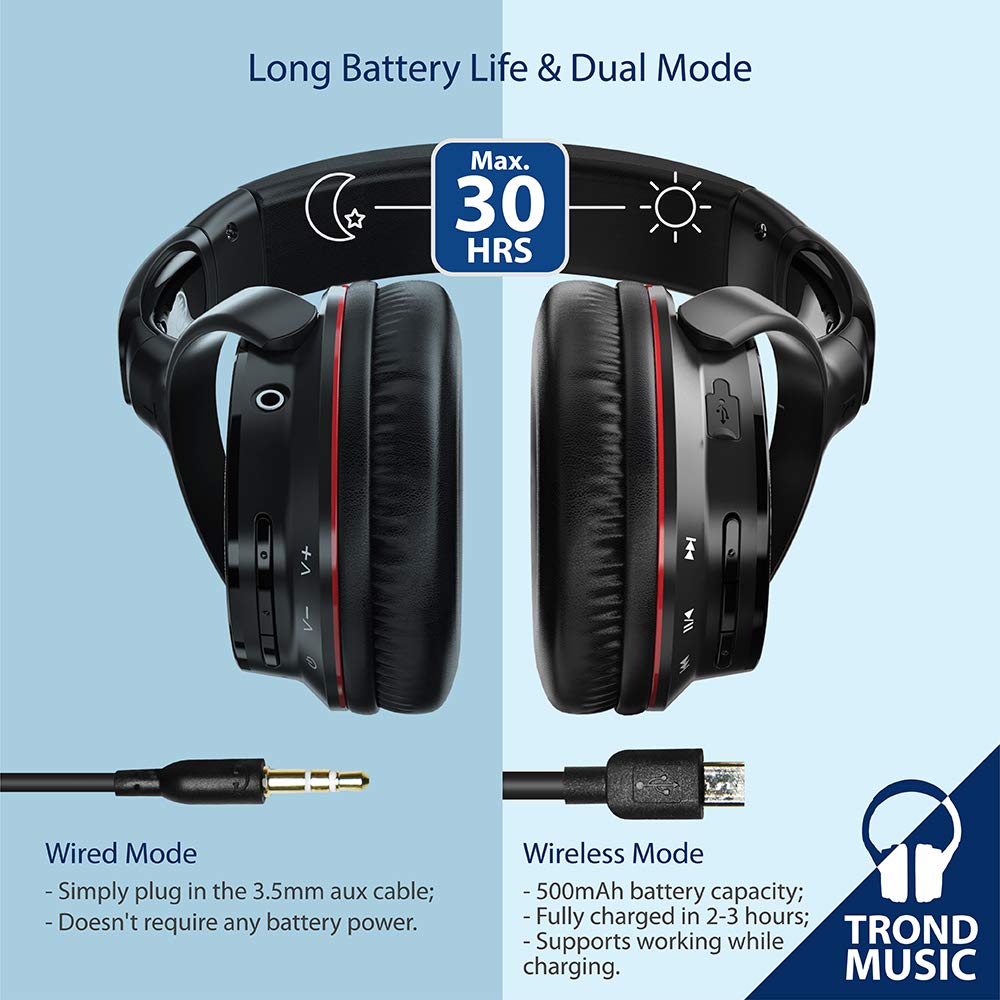 Long Battery Life & Dual Mode
Max.
30
HRS
V+
V-
Wired Mode
- Simply plug in the 3.5mm aux cable;
- Doesn't require any battery power.
Wireless Mode
- 500mAh battery capacity;
- Fully charged in 2-3 hours;
- Supports working while
charging.
TROND
MUSIC